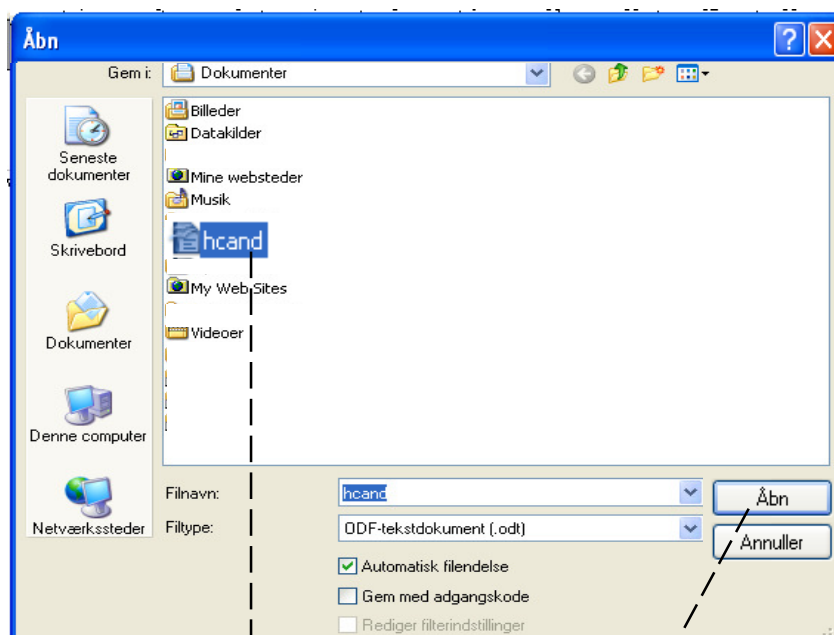 Åbn
Gem i: Dokumenter
Seneste
dokumenter
Skrivebord
Dokumenter
Denne computer
Netværkssteder
Billeder
Datakilder
Mine websteder
Musik
hcand
My Web Sites
Videoer
Filnavn: hcand
Åbn
Filtype: ODF-tekstdokument (.odt)
Annuller
Automatisk filendelse
Gem med adgangskode
Rediger filterindstillinger